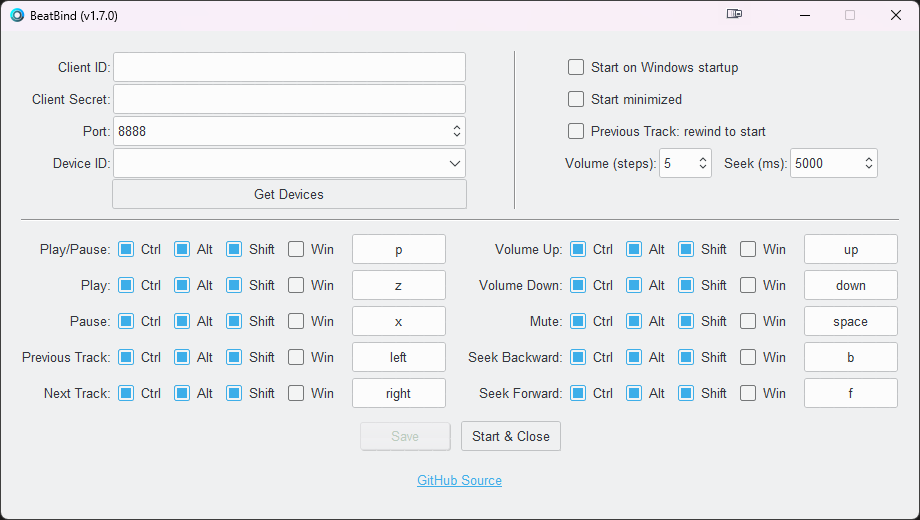 BeatBind (v1.7.0)
Client ID:
Client Secret:
Port: 8888
Device ID:
Get Devices
Start on Windows startup
Start minimized
Previous Track: rewind to start
Volume (steps): 5 Seek (ms): 5000
Play/Pause: Ctrl Alt Shift Win p
Play: Ctrl Alt Shift Win z
Pause: Ctrl Alt Shift Win x
Previous Track: Ctrl Alt Shift Win left
Next Track: Ctrl Alt Shift Win right
Volume Up: Ctrl Alt Shift Win up
Volume Down: Ctrl Alt Shift Win down
Mute: Ctrl Alt Shift Win space
Seek Backward: Ctrl Alt Shift Win b
Seek Forward: Ctrl Alt Shift Win f
Save Start & Close
GitHub Source